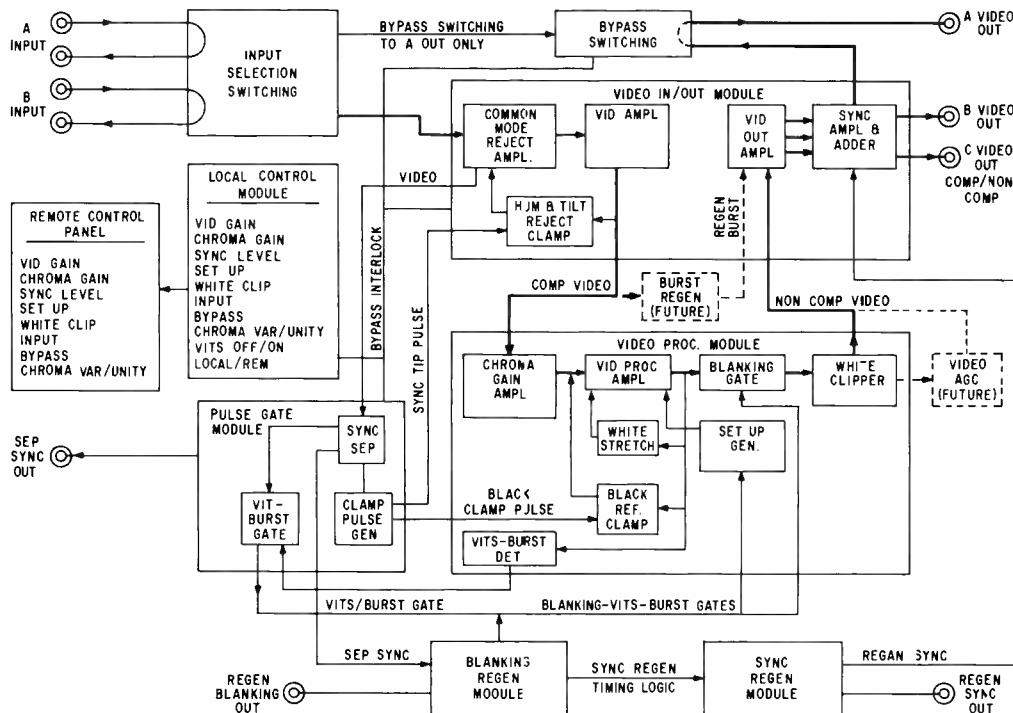 A
INPUT
B
INPUT
INPUT
SELECTION
SWITCHING
BYPASS SWITCHING
TO A OUT ONLY
BYPASS
SWITCHING
A VIDEO
OUT
VIDEO IN/OUT MODULE
COMMON
MODE
REJECT
AMPL.
VID AMPL
VID
OUT
AMPL
SYNC
AMPL &
ADDER
B VIDEO
OUT
C VIDEO
OUT
COMP/NON
COMP
VIDEO
HJM & TILT
REJECT
CLAMP
REGEN
BURST
LOCAL CONTROL
MODULE
VID GAIN
CHROMA GAIN
SYNC LEVEL
SET UP
WHITE CLIP
INPUT
BYPASS
CHROMA VAR/UNITY
VITS OFF/ON
LOCAL/REM
REMOTE CONTROL
PANEL
VID GAIN
CHROMA GAIN
SYNC LEVEL
SET UP
WHITE CLIP
INPUT
BYPASS
CHROMA VAR/UNITY
BYPASS INTERLOCK
SYNC TIP PULSE
COMP VIDEO
BURST
REGEN
(FUTURE)
NON COMP VIDEO
VIDEO PROC. MODULE
CHROMA
GAIN
AMPL
VID PROC
AMPL
BLANKING
GATE
WHITE
CLIPPER
VIDEO
AGC
(FUTURE)
WHITE
STRETCH
SET UP
GEN.
BLACK
REF.
CLAMP
BLACK
CLAMP PJLSE
VITS-BURST
DET
PULSE GATE
MODULE
SYNC
SEP
VIT-
BURST
GATE
CLAMP
PULSE
GEN
SEP
SYNC
OUT
VITS/BURST GATE
BLANKING-VITS-BURST GATES
SEP SYNC
BLANKING
REGEN
MODULE
SYNC REGEN
TIMING LOGIC
SYNC
REGEN
MODULE
REGAN SYNC
REGEN
BLANKING
OUT
REGEN
SYNC
OUT